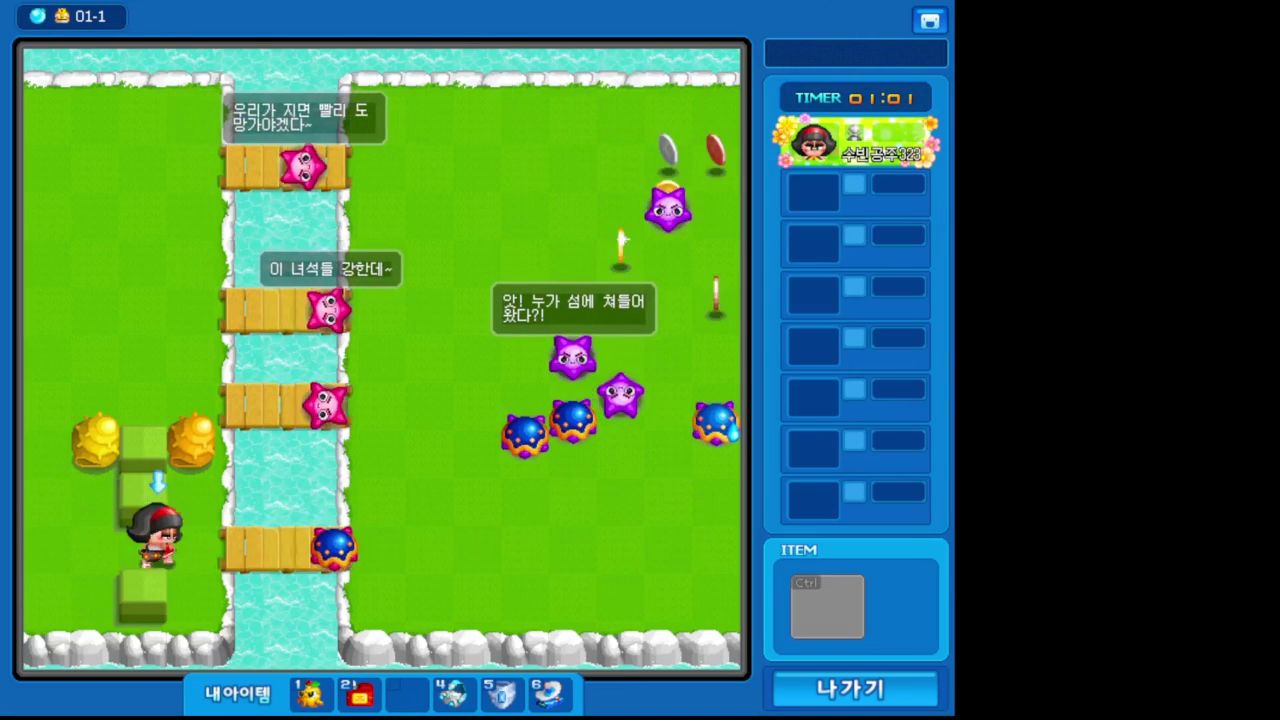 01-1
우리가 지면 빨리 도
망가야겠다~
이 녀석들 강한데~
앗! 누가 섬에 쳐들어
왔다?!
TIMER 01:01
수빈공주323
ITEM
Ctrl
내아이템
1
2
4
5
6
나가기